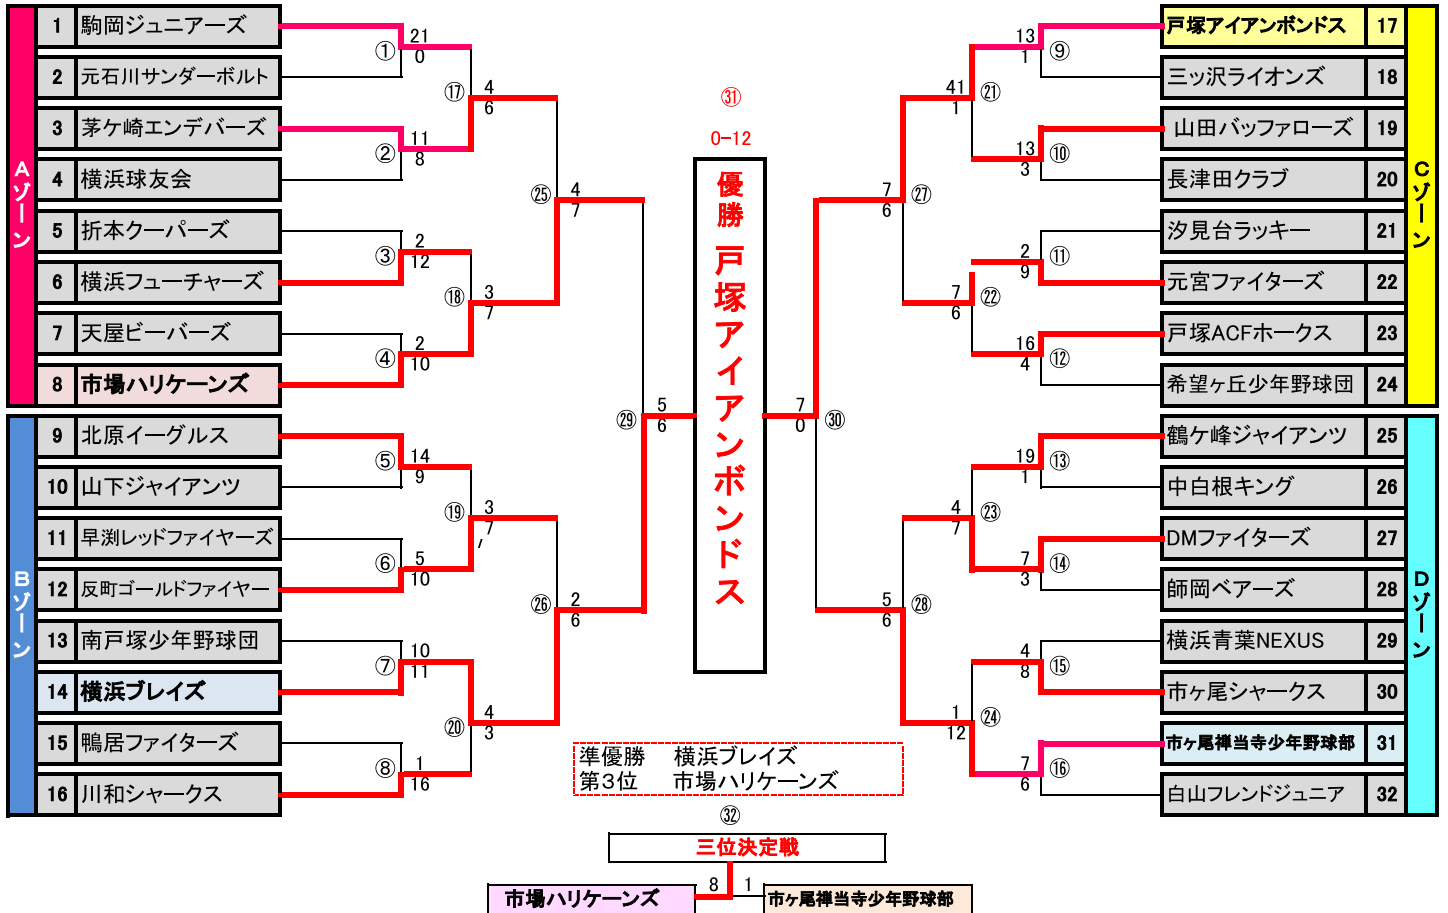 Aゾーン
1 駒岡ジュニアーズ
2 元石川サンダーボルト
3 茅ケ崎エンデバーズ
4 横浜球友会
5 折本クーパーズ
6 横浜フューチャーズ
7 天屋ビーバーズ
8 市場ハリケーンズ
Bゾーン
9 北原イーグルス
10 山下ジャイアンツ
11 早渕レッドファイヤーズ
12 反町ゴールドファイヤー
13 南戸塚少年野球団
14 横浜ブレイズ
15 鴨居ファイターズ
16 川和シャークス
① 21 0
② 11 8
③ 2 12
④ 2 10
⑤ 14 9
⑥ 5 10
⑦ 10 11
⑧ 1 16
⑰ 4 6
⑱ 3 7
⑲ 3 7
⑳ 4 3
㉕ 4 7
㉖ 2 6
㉙ 5 6
㉛
0-12
優勝 戸塚アイアンボンドス
7 0 ㉚
7 6 ㉗
5 6 ㉘
41 1 ㉑
7 6 ㉒
4 7 ㉓
1 12 ㉔
13 1 ⑨
13 3 ⑩
2 9 ⑪
16 4 ⑫
19 1 ⑬
7 3 ⑭
4 8 ⑮
7 6 ⑯
Cゾーン
戸塚アイアンボンドス 17
三ッ沢ライオンズ 18
山田バッファローズ 19
長津田クラブ 20
汐見台ラッキー 21
元宮ファイターズ 22
戸塚ACFホークス 23
希望ヶ丘少年野球団 24
Dゾーン
鶴ケ峰ジャイアンツ 25
中白根キング 26
DMファイターズ 27
師岡ベアーズ 28
横浜青葉NEXUS 29
市ヶ尾シャークス 30
市ヶ尾禅当寺少年野球部 31
白山フレンドジュニア 32
準優勝 横浜ブレイズ
第3位 市場ハリケーンズ
㉜
三位決定戦
市場ハリケーンズ 8 1 市ヶ尾禅当寺少年野球部